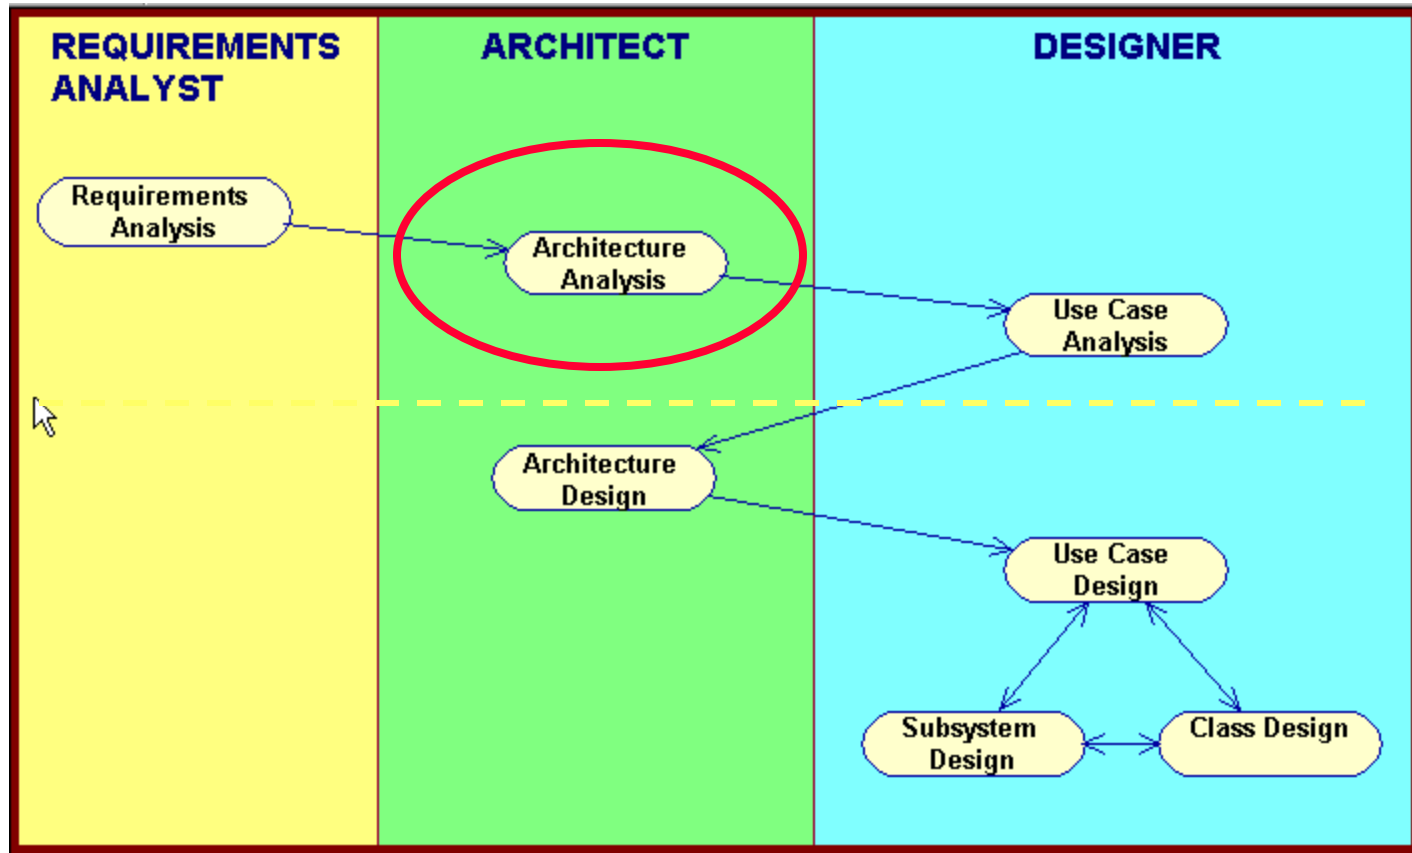 REQUIREMENTS
ANALYST
ARCHITECT
DESIGNER
Requirements
Analysis
Architecture
Analysis
Use Case
Analysis
Architecture
Design
Use Case
Design
Subsystem
Design
Class Design